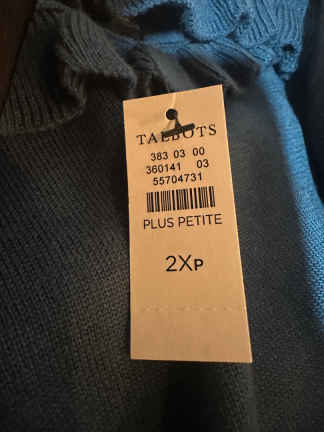 TALBOTS
383 03 00
360141 03
55704731
PLUS PETITE
2XP